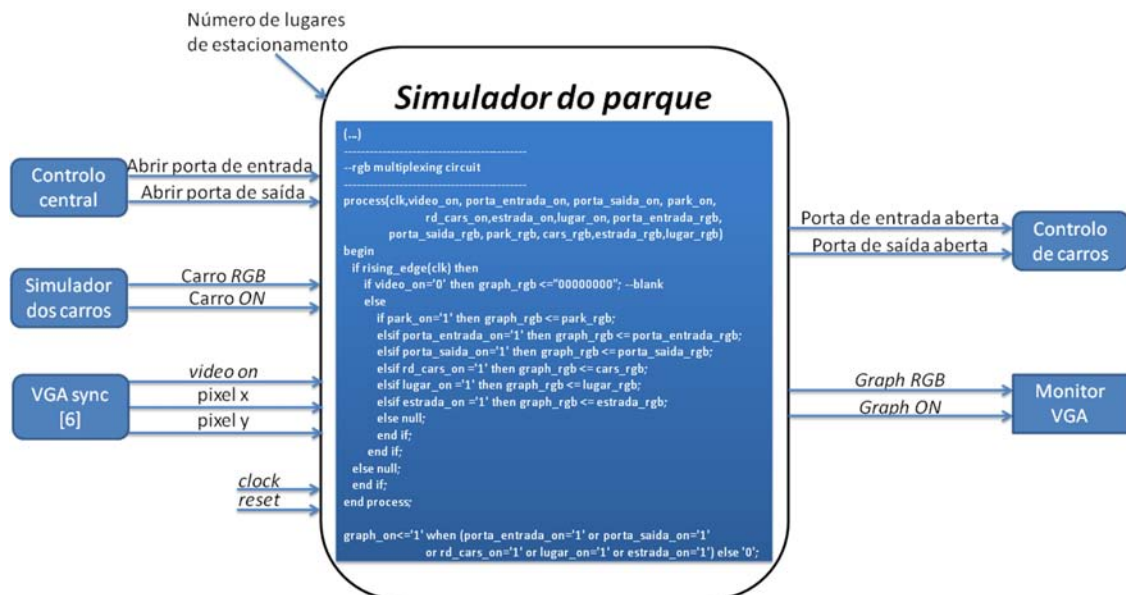 Número de lugares
de estacionamento
Simulador do parque
Controlo
central
Abrir porta de entrada
Abrir porta de saída
Simulador
dos carros
Carro RGB
Carro ON
VGA sync
[6]
video on
pixel x
pixel y
clock
reset
(...)
--------------------------------------------
--rgb multiplexing circuit
--------------------------------------------
process(clk,video_on, porta_entrada_on, porta_saida_on, park_on,
rd_cars_on,estrada_on,lugar_on, porta_entrada_rgb,
porta_saida_rgb, park_rgb, cars_rgb,estrada_rgb,lugar_rgb)
begin
if rising_edge(clk) then
if video_on='0' then graph_rgb <="00000000"; --blank
else
if park_on='1' then graph_rgb <= park_rgb;
elsif porta_entrada_on='1' then graph_rgb <= porta_entrada_rgb;
elsif porta_saida_on='1' then graph_rgb <= porta_saida_rgb;
elsif rd_cars_on ='1' then graph_rgb <= cars_rgb;
elsif lugar_on ='1' then graph_rgb <= lugar_rgb;
elsif estrada_on ='1' then graph_rgb <= estrada_rgb;
else null;
end if;
end if;
else null;
end if;
end process;
graph_on<='1' when (porta_entrada_on='1' or porta_saida_on='1'
or rd_cars_on='1' or lugar_on='1' or estrada_on='1') else '0';
Porta de entrada aberta
Porta de saída aberta
Controlo
de carros
Graph RGB
Graph ON
Monitor
VGA